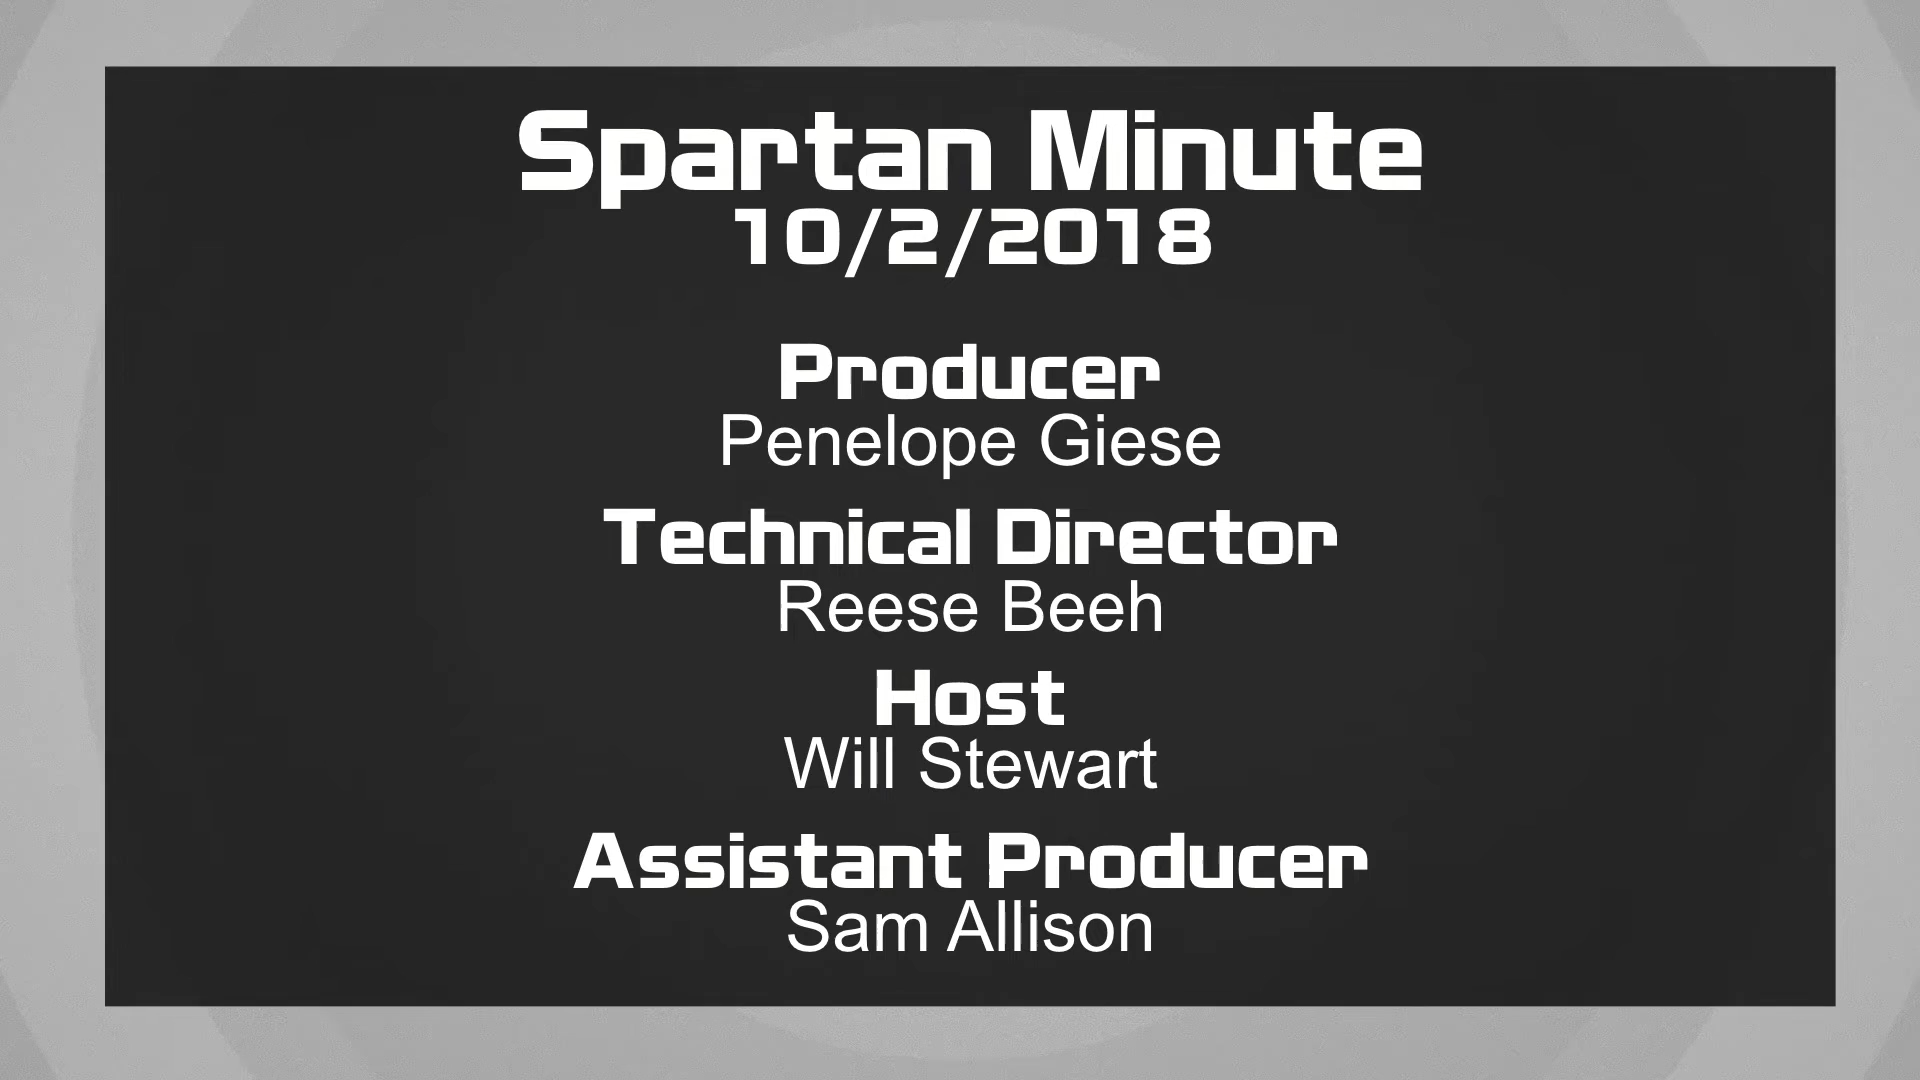 Spartan Minute
10/2/2018
Producer
Penelope Giese
Technical Director
Reese Beeh
Host
Will Stewart
Assistant Producer
Sam Allison